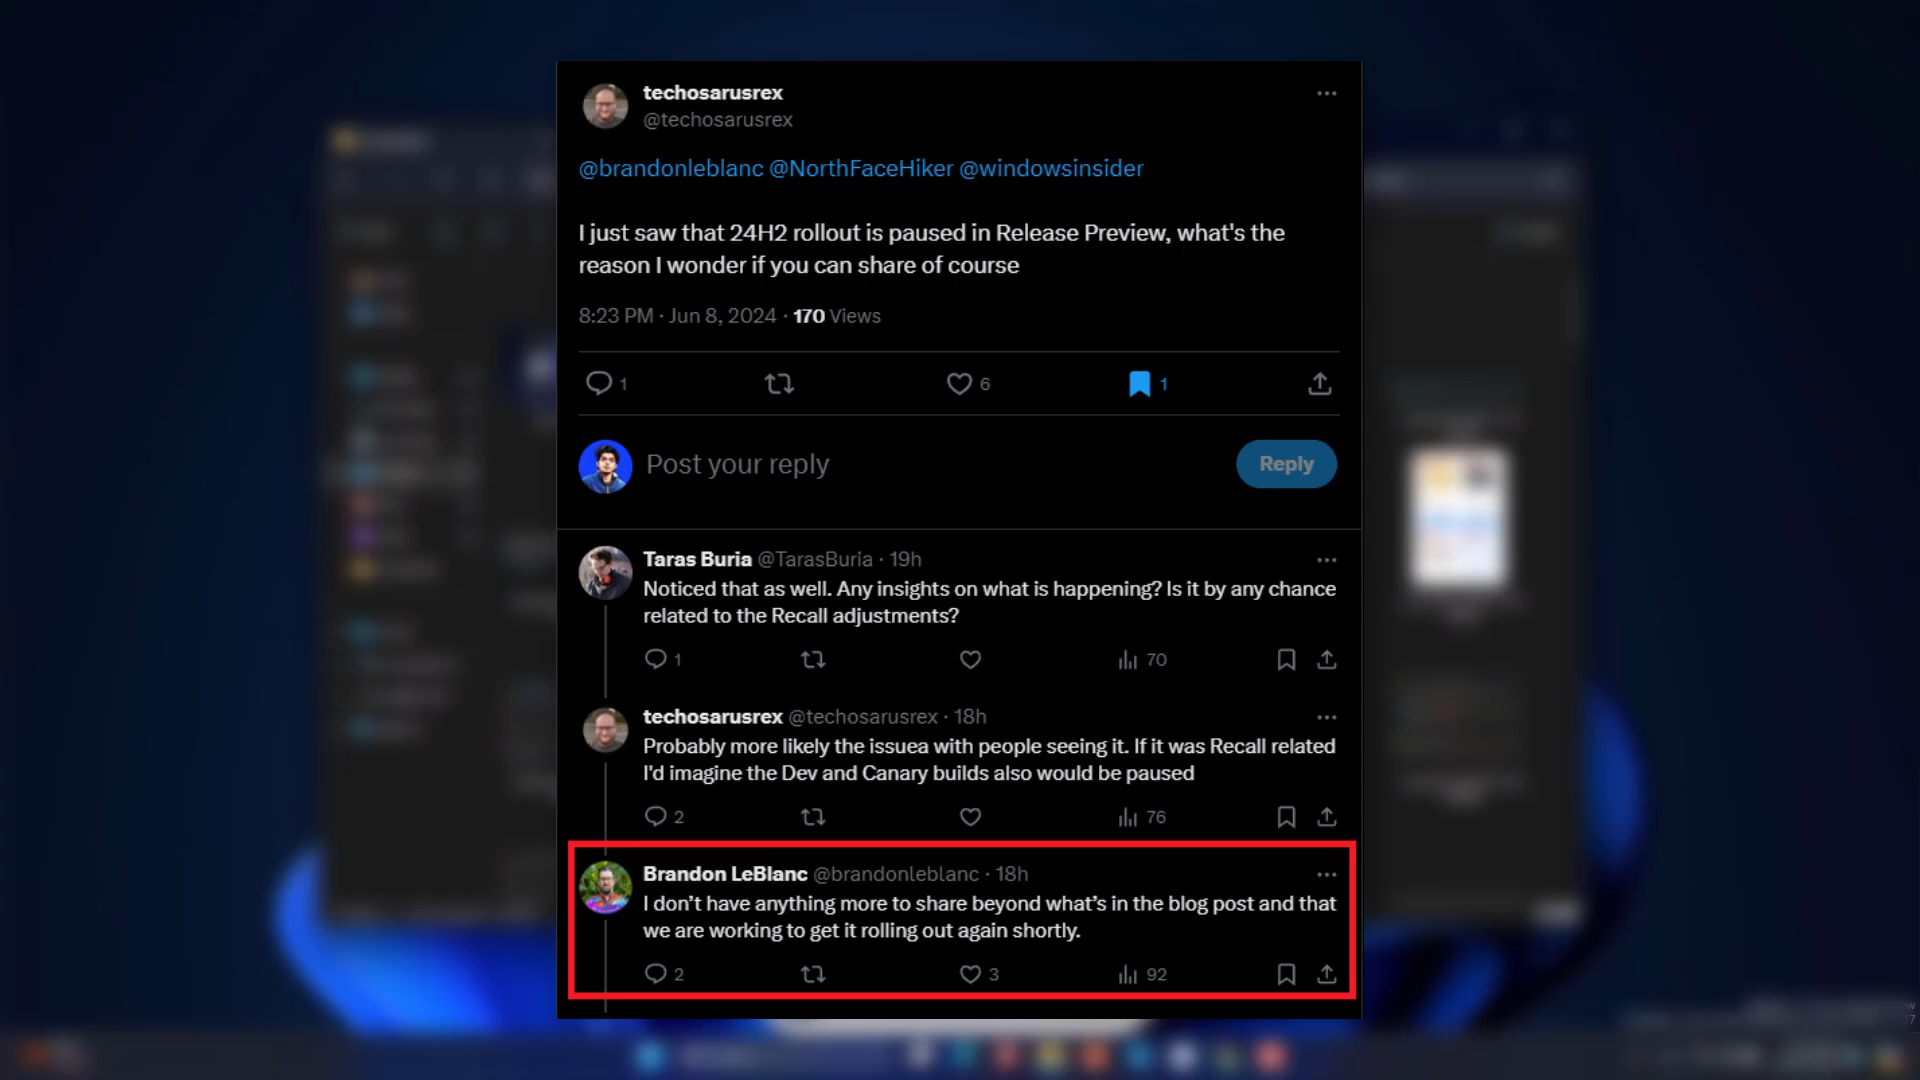 techosarusrex
@techosarusrex
@brandonleblanc @NorthFaceHiker @windowsinsider
I just saw that 24H2 rollout is paused in Release Preview, what's the
reason I wonder if you can share of course
8:23 PM · Jun 8, 2024 · 170 Views
1 6 1
Post your reply
Reply
Taras Buria @TarasBuria · 19h
Noticed that as well. Any insights on what is happening? Is it by any chance
related to the Recall adjustments?
1 70
techosarusrex @techosarusrex · 18h
Probably more likely the issuea with people seeing it. If it was Recall related
I'd imagine the Dev and Canary builds also would be paused
2 76
Brandon LeBlanc @brandonleblanc · 18h
I don’t have anything more to share beyond what’s in the blog post and that
we are working to get it rolling out again shortly.
2 3 92